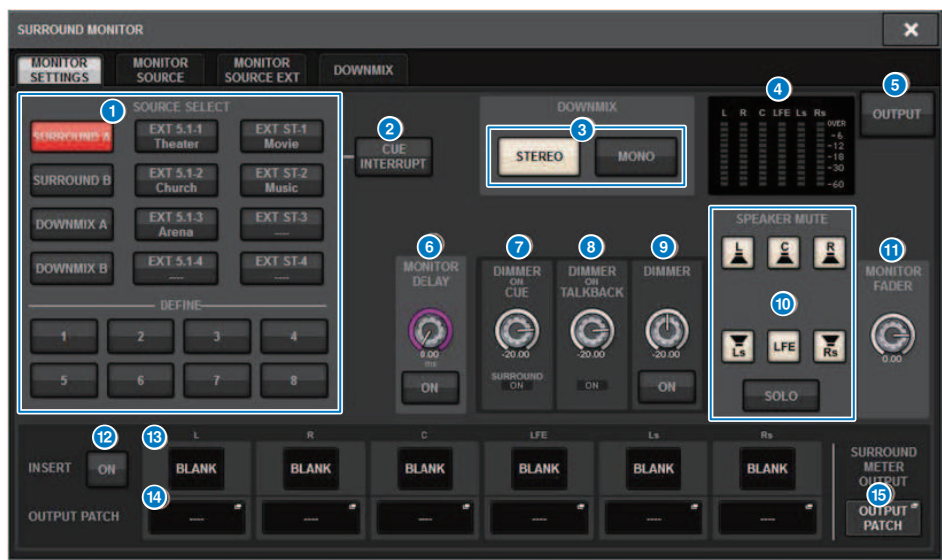 SURROUND MONITOR
MONITOR SETTINGS
MONITOR SOURCE
MONITOR SOURCE EXT
DOWNMIX
1
SOURCE SELECT
SURROUND A
EXT 5.1-1 Theater
EXT ST-1 Movie
SURROUND B
EXT 5.1-2 Church
EXT ST-2 Music
DOWNMIX A
EXT 5.1-3 Arena
EXT ST-3 ----
DOWNMIX B
EXT 5.1-4 ----
EXT ST-4 ----
DEFINE
1 2 3 4
5 6 7 8
2
CUE INTERRUPT
DOWNMIX
3
STEREO
MONO
4
L R C LFE Ls Rs
OVER
-6
-12
-18
-30
-60
5
OUTPUT
6
MONITOR DELAY
0.00
ms
ON
7
DIMMER ON CUE
-20.00
SURROUND ON
8
DIMMER ON TALKBACK
-20.00
ON
9
DIMMER
-20.00
ON
SPEAKER MUTE
L C R
10
Ls LFE Rs
SOLO
11
MONITOR FADER
0.00
12
INSERT ON
13
L R C LFE Ls Rs
BLANK BLANK BLANK BLANK BLANK BLANK
14
OUTPUT PATCH
---- ---- ---- ---- ---- ----
SURROUND METER OUTPUT
15
OUTPUT PATCH